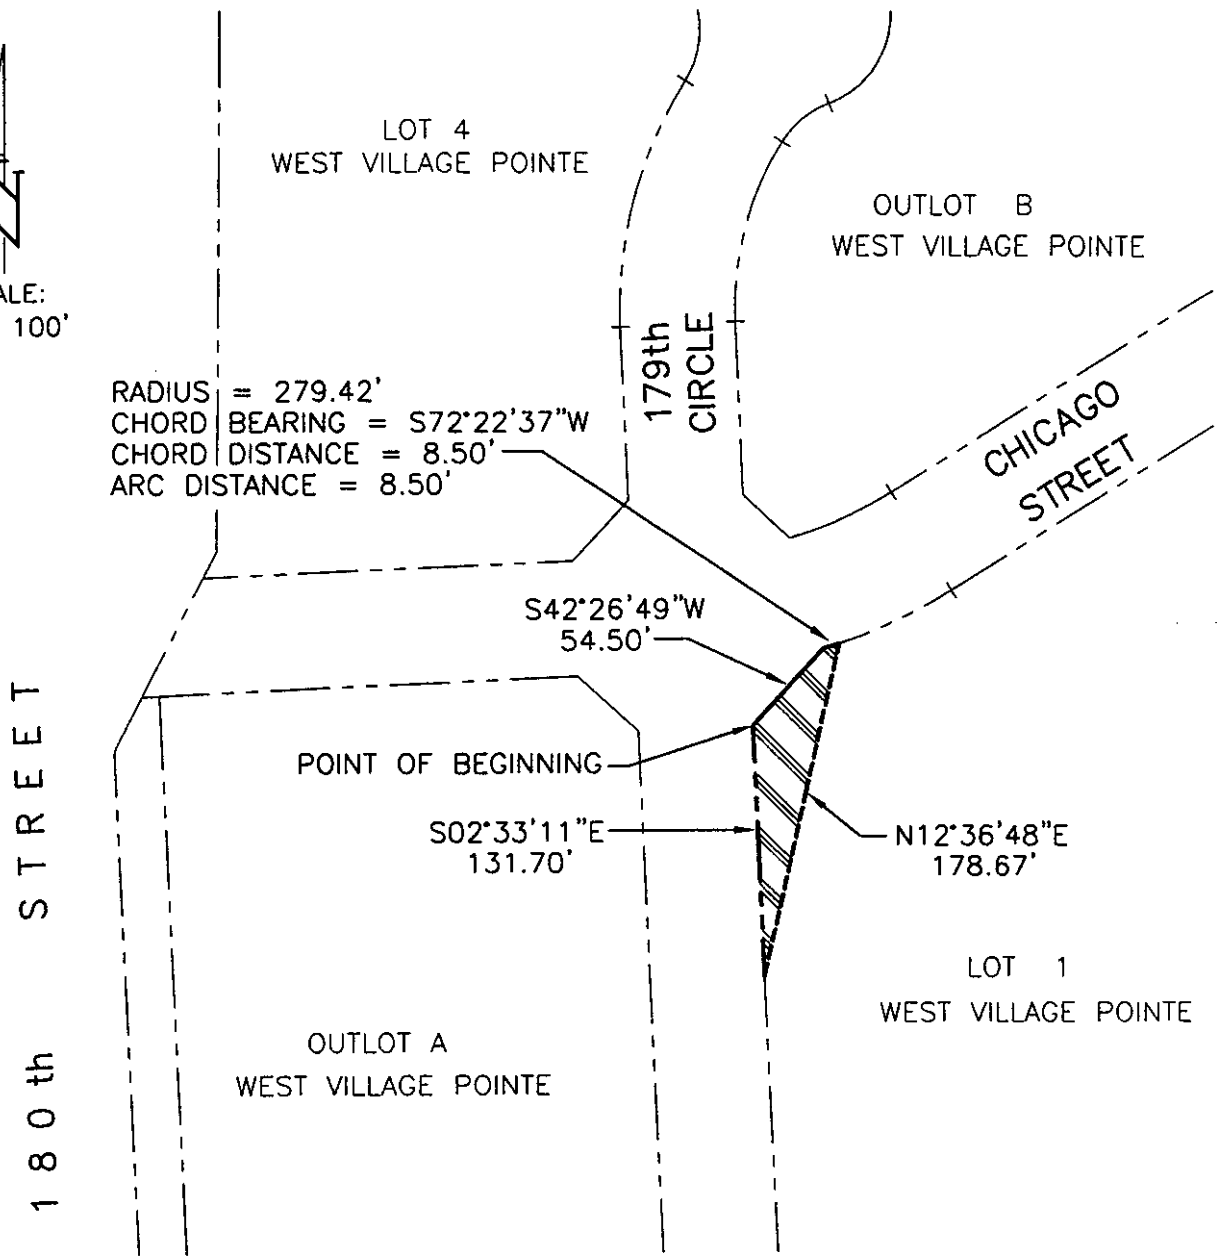 LOT 4
WEST VILLAGE POINTE
OUTLOT B
WEST VILLAGE POINTE
ALE:
100'
179th
CIRCLE
RADIUS = 279.42'
CHORD BEARING = S72°22'37"W
CHORD DISTANCE = 8.50'
ARC DISTANCE = 8.50'
CHICAGO
STREET
S42°26'49"W
54.50'
POINT OF BEGINNING
S02°33'11"E
131.70'
N12°36'48"E
178.67'
LOT 1
WEST VILLAGE POINTE
OUTLOT A
WEST VILLAGE POINTE
180th STREET